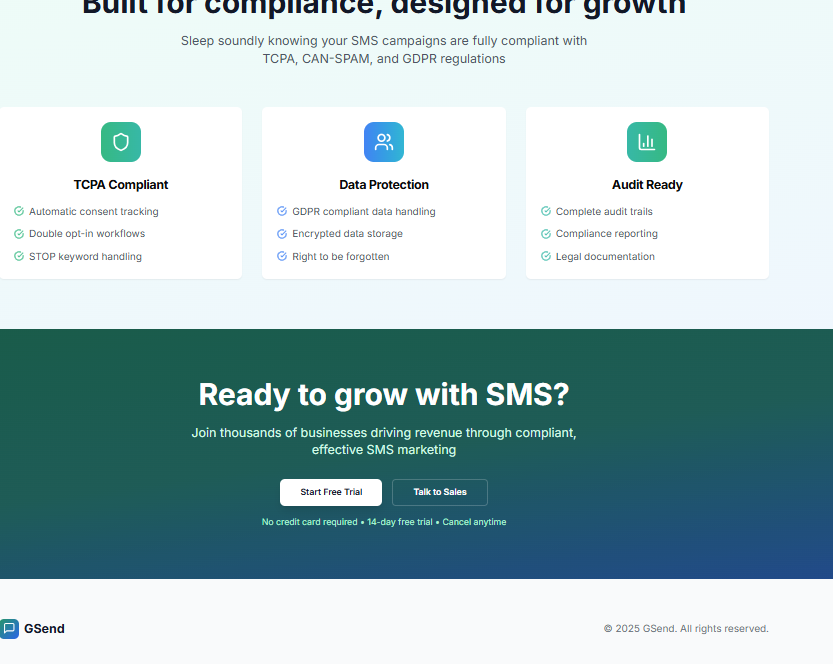 Built for compliance, designed for growth
Sleep soundly knowing your SMS campaigns are fully compliant with
TCPA, CAN-SPAM, and GDPR regulations
TCPA Compliant
Automatic consent tracking
Double opt-in workflows
STOP keyword handling
Data Protection
GDPR compliant data handling
Encrypted data storage
Right to be forgotten
Audit Ready
Complete audit trails
Compliance reporting
Legal documentation
Ready to grow with SMS?
Join thousands of businesses driving revenue through compliant,
effective SMS marketing
Start Free Trial
Talk to Sales
No credit card required • 14-day free trial • Cancel anytime
GSend
© 2025 GSend. All rights reserved.